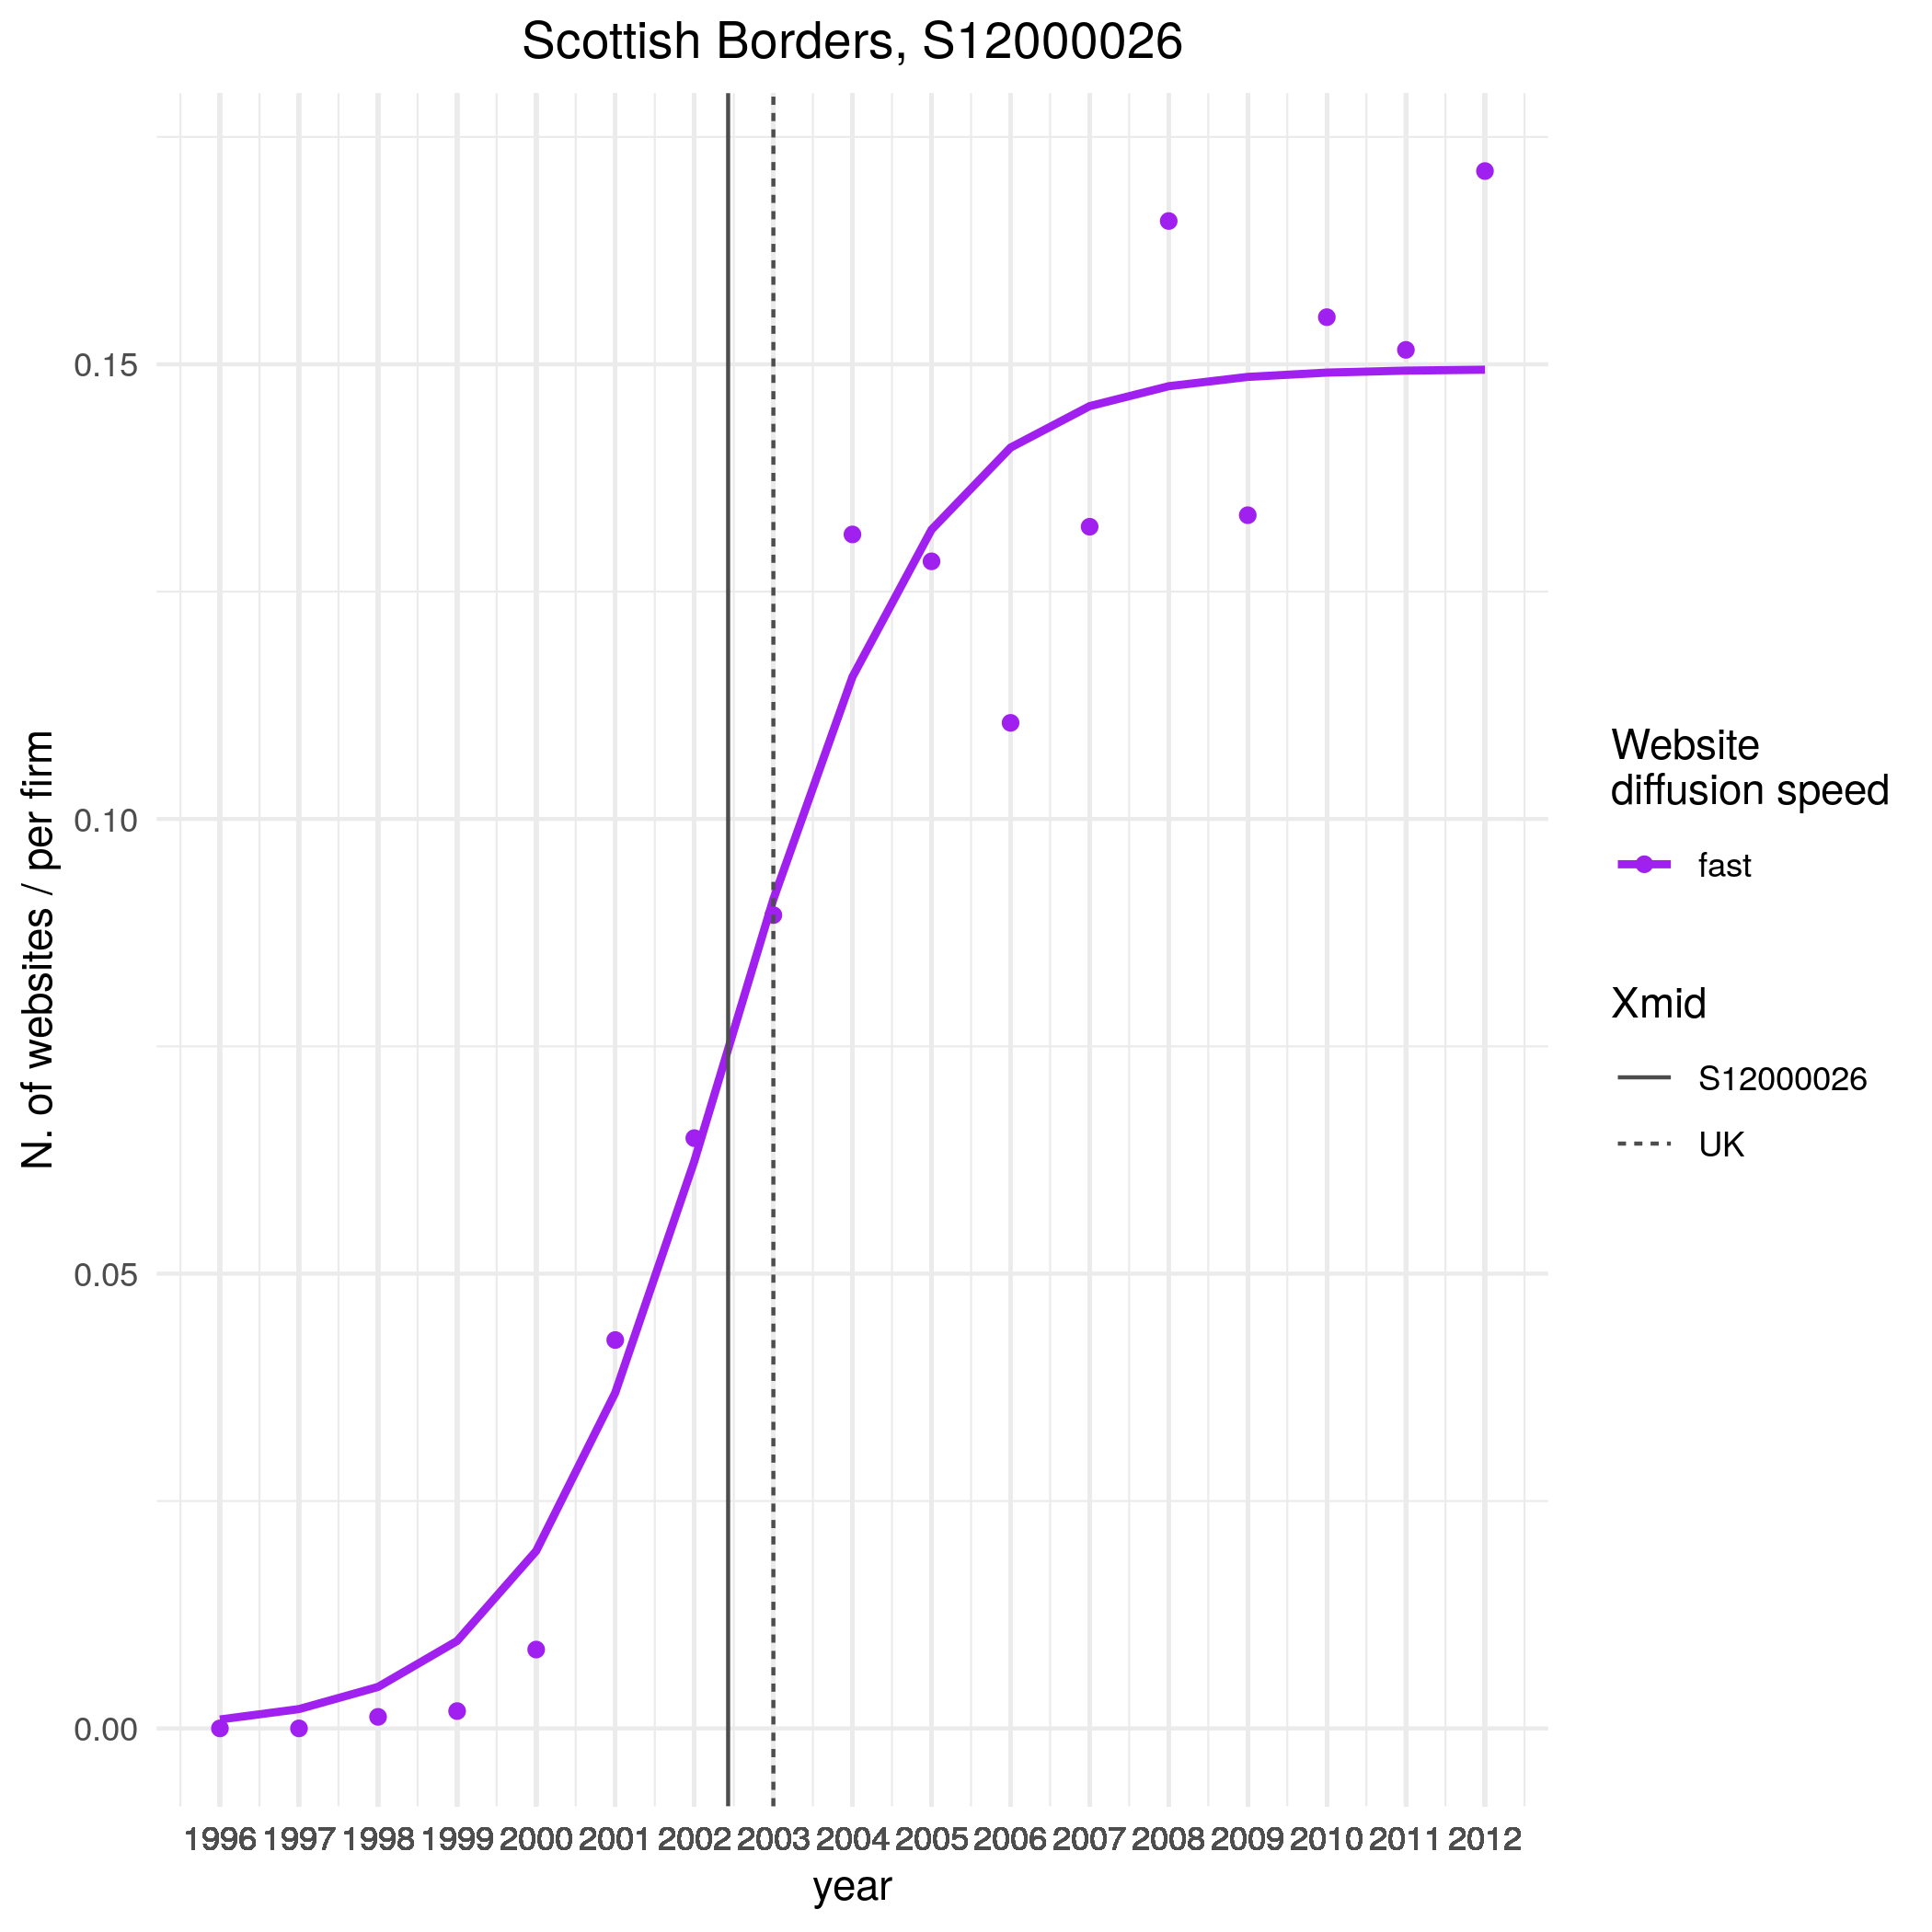 Scottish Borders, S12000026
N. of websites / per firm
0.15
0.10
0.05
0.00
1996 1997 1998 1999 2000 2001 2002 2003 2004 2005 2006 2007 2008 2009 2010 2011 2012
year
Website
diffusion speed
fast
Xmid
S12000026
UK